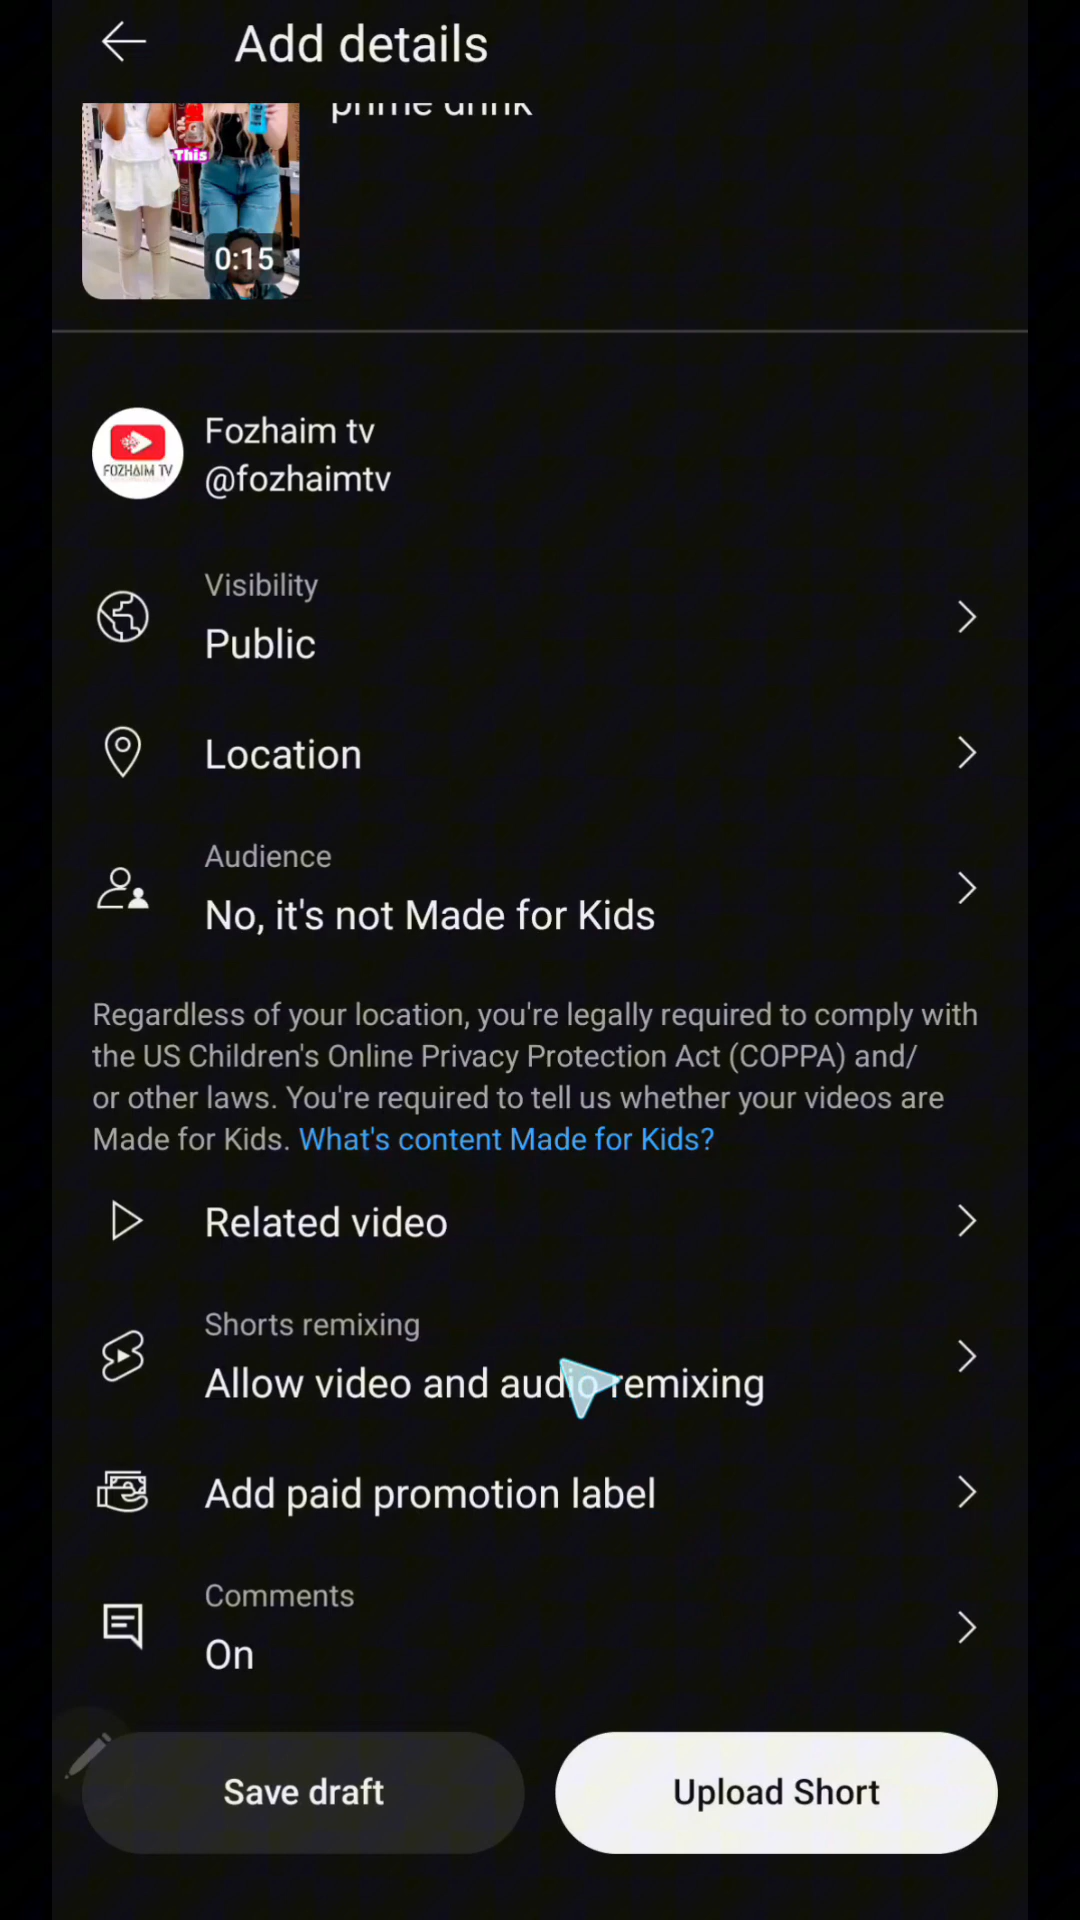 Add details
prime drink
This
0:15
Fozhaim tv
FOZHAIM TV
@fozhaimtv
Visibility
Public
Location
Audience
No, it's not Made for Kids
Regardless of your location, you're legally required to comply with
the US Children's Online Privacy Protection Act (COPPA) and/
or other laws. You're required to tell us whether your videos are
Made for Kids. What's content Made for Kids?
Related video
Shorts remixing
Allow video and audio remixing
Add paid promotion label
Comments
On
Save draft
Upload Short